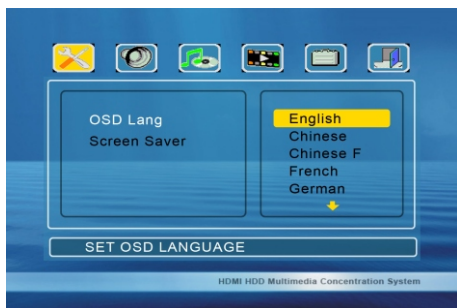 OSD Lang
Screen Saver
English
Chinese
Chinese F
French
German
SET OSD LANGUAGE
HDMI HDD Multimedia Concentration System